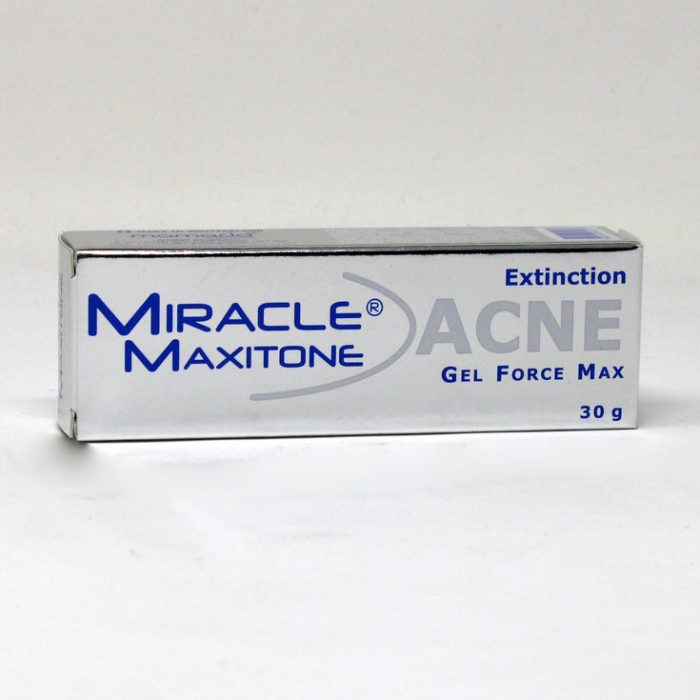 MIRACLE®
MAXITONE
Extinction
ACNE
GEL FORCE MAX
30 g